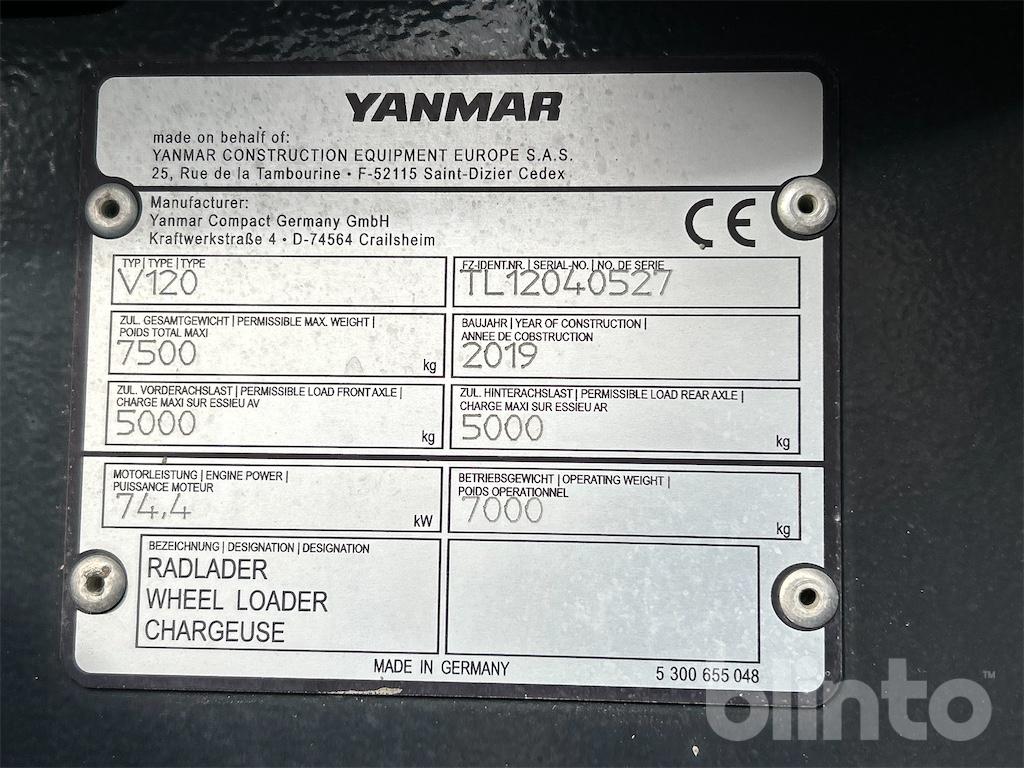 YANMAR
made on behalf of:
YANMAR CONSTRUCTION EQUIPMENT EUROPE S.A.S.
25, Rue de la Tambourine • F-52115 Saint-Dizier Cedex
Manufacturer:
Yanmar Compact Germany GmbH
Kraftwerkstraße 4 • D-74564 Crailsheim
CE
TYP | TYPE | TYPE
V120
FZ-IDENT.NR. | SERIAL-NO. | NO. DE SERIE
TL12040527
ZUL. GESAMTGEWICHT | PERMISSIBLE MAX. WEIGHT |
POIDS TOTAL MAXI
7500 kg
BAUJAHR | YEAR OF CONSTRUCTION |
ANNEE DE COBSTRUCTION
2019
ZUL. VORDERACHSLAST | PERMISSIBLE LOAD FRONT AXLE |
CHARGE MAXI SUR ESSIEU AV
5000 kg
ZUL. HINTERACHSLAST | PERMISSIBLE LOAD REAR AXLE |
CHARGE MAXI SUR ESSIEU AR
5000 kg
MOTORLEISTUNG | ENGINE POWER |
PUISSANCE MOTEUR
74,4 kW
BETRIEBSGEWICHT | OPERATING WEIGHT |
POIDS OPERATIONNEL
7000 kg
BEZEICHNUNG | DESIGNATION | DESIGNATION
RADLADER
WHEEL LOADER
CHARGEUSE
MADE IN GERMANY
5 300 655 048
blinto™